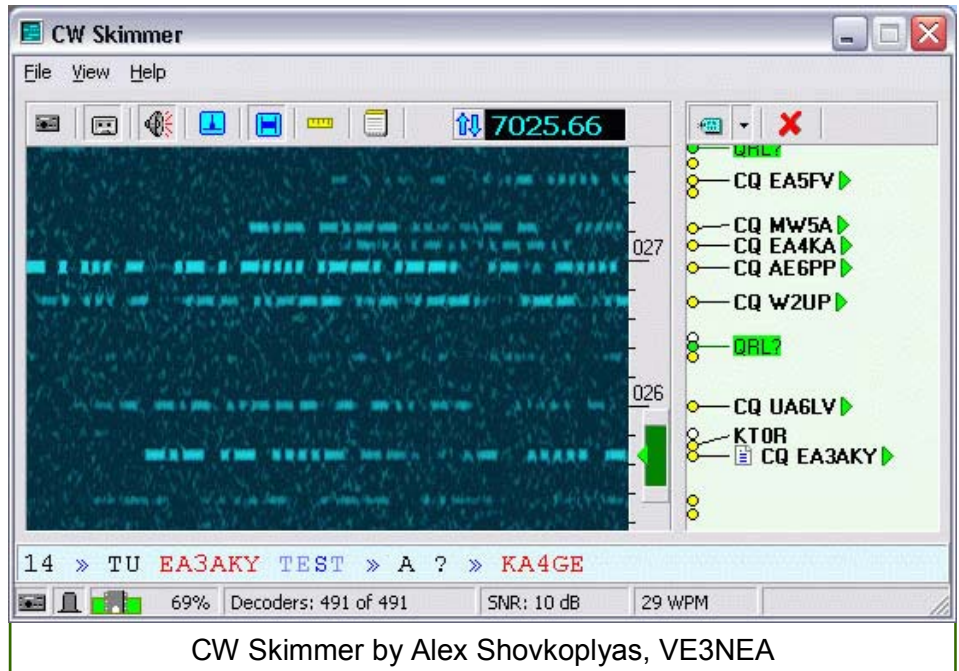 CW Skimmer
File View Help
7025.66
QRL?
CQ EA5FV
CQ MW5A
027
CQ EA4KA
CQ AE6PP
CQ W2UP
QRL?
026
CQ UA6LV
KT0R
CQ EA3AKY
14 » TU EA3AKY TEST » A ? » KA4GE
69% Decoders: 491 of 491 SNR: 10 dB 29 WPM
CW Skimmer by Alex Shovkoplyas, VE3NEA